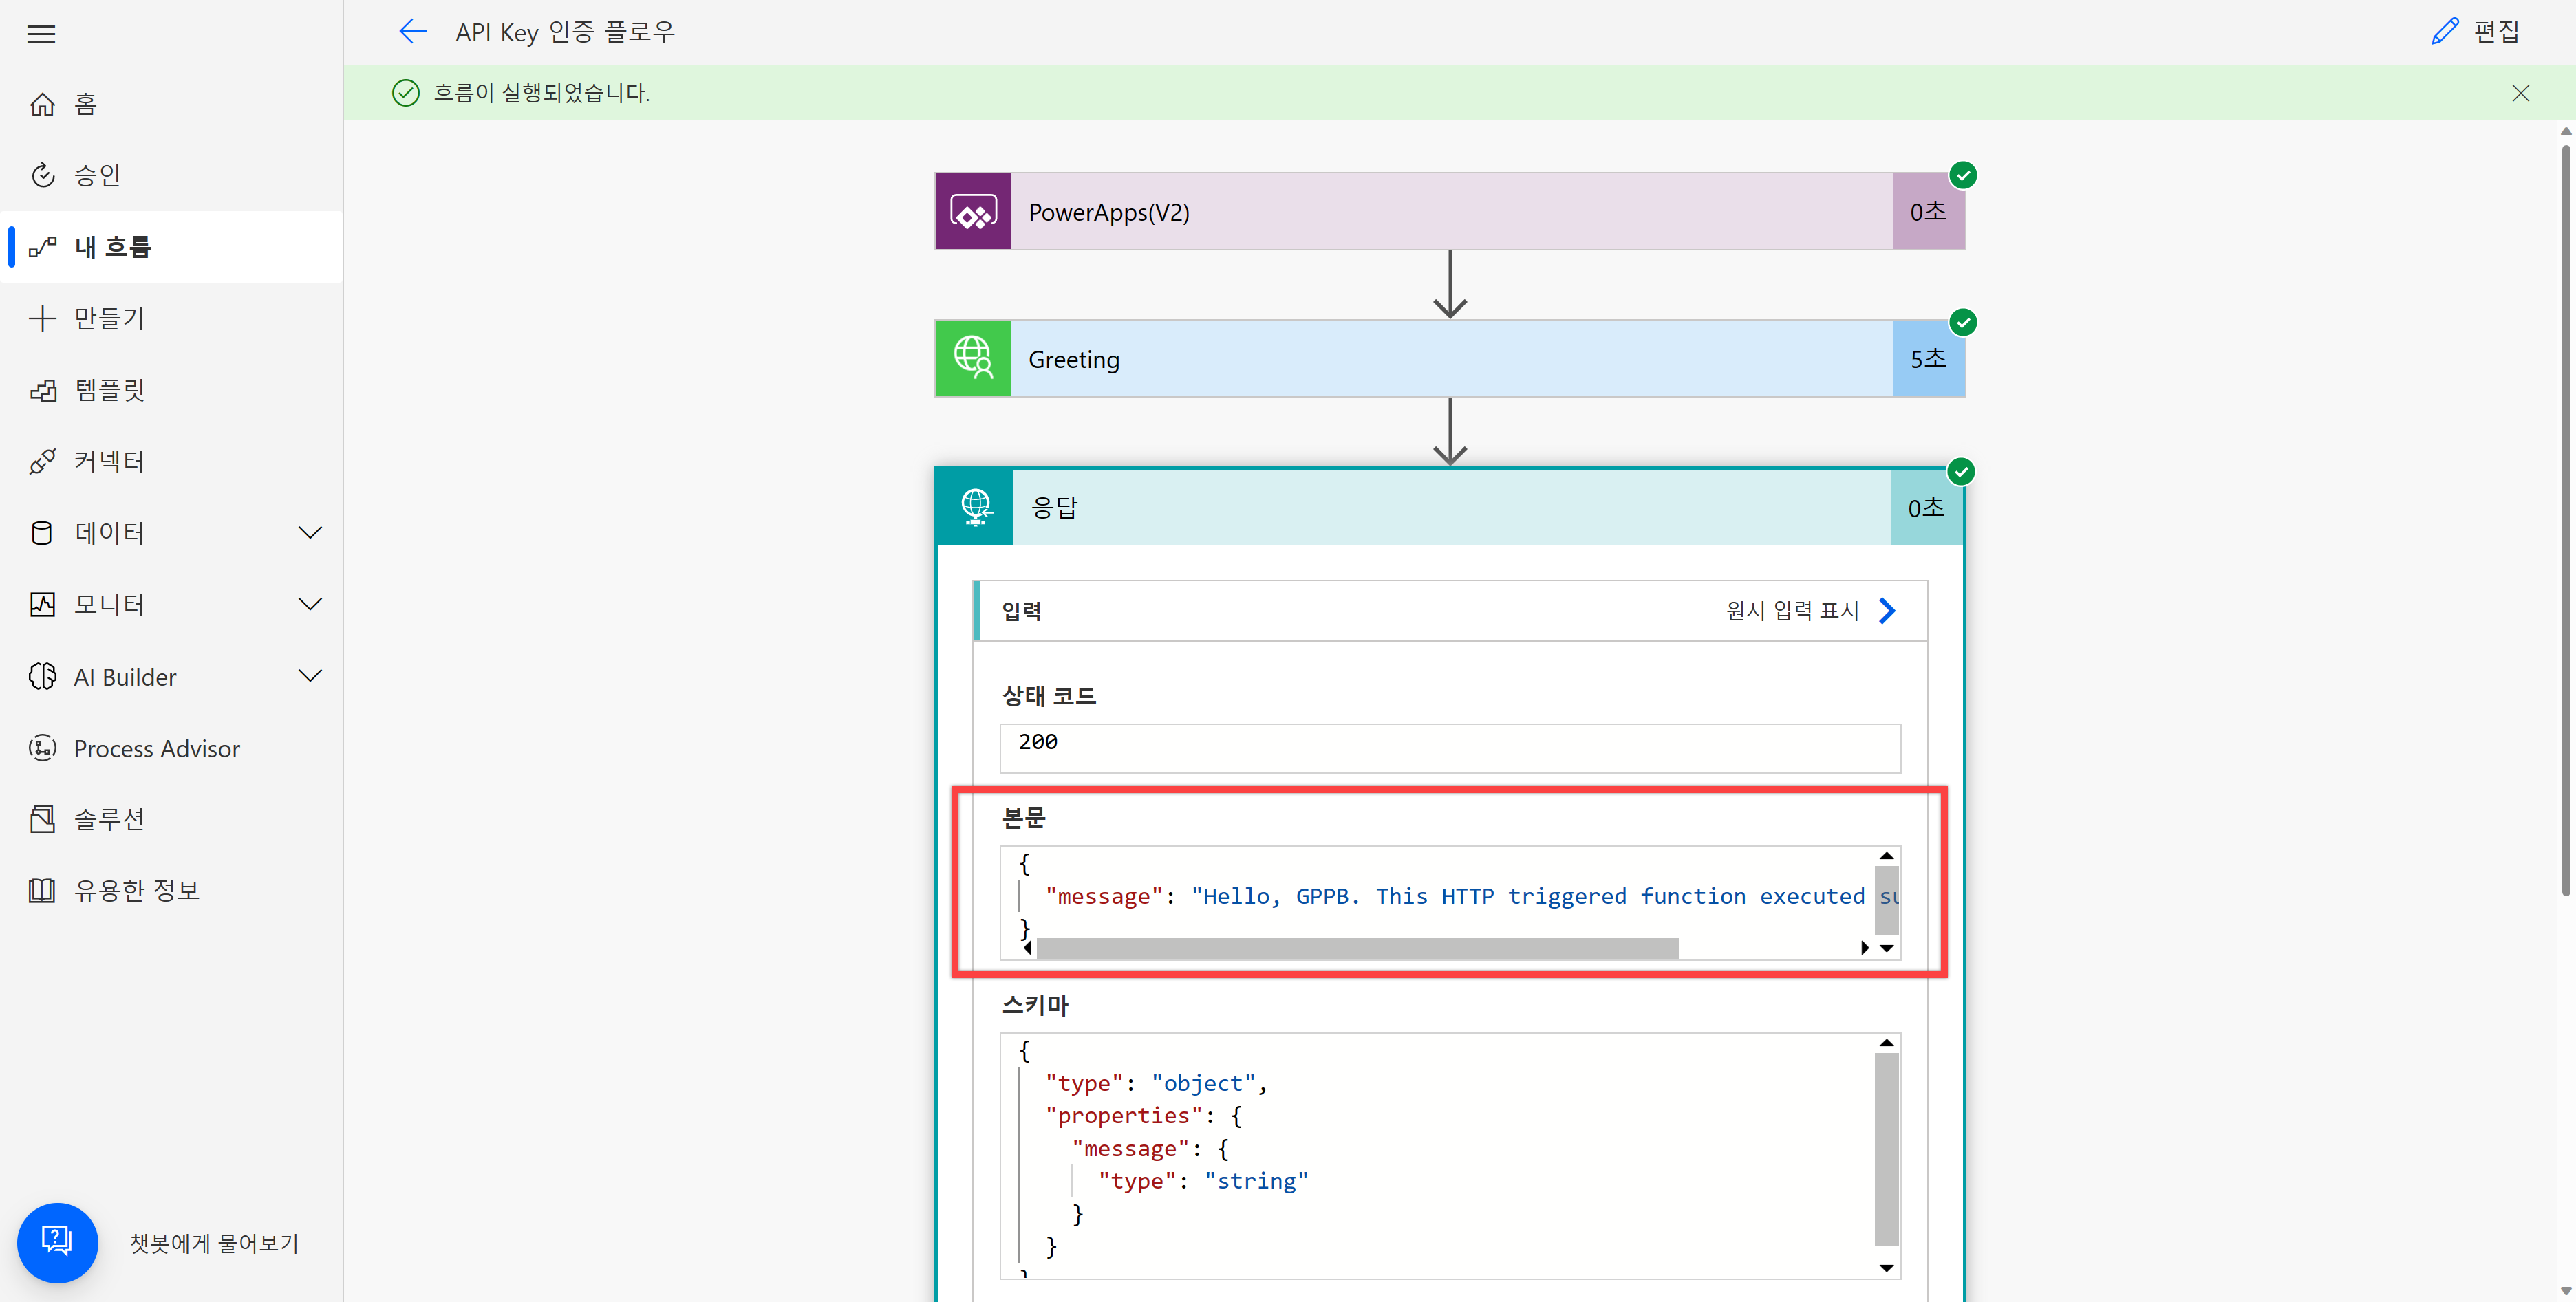 API Key 인증 플로우
편집
흐름이 실행되었습니다.
홈
승인
내 흐름
만들기
템플릿
커넥터
데이터
모니터
AI Builder
Process Advisor
솔루션
유용한 정보
챗봇에게 물어보기
PowerApps(V2)
0초
Greeting
5초
응답
0초
입력
원시 입력 표시
상태 코드
200
본문
{
"message": "Hello, GPPB. This HTTP triggered function executed su
}
스키마
{
"type": "object",
"properties": {
"message": {
"type": "string"
}
}
}